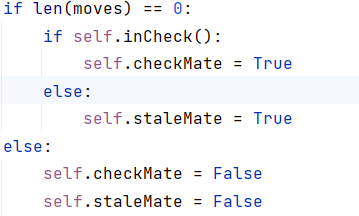 if len(moves) == 0:
    if self.inCheck():
        self.checkMate = True
    else:
        self.staleMate = True
else:
    self.checkMate = False
    self.staleMate = False